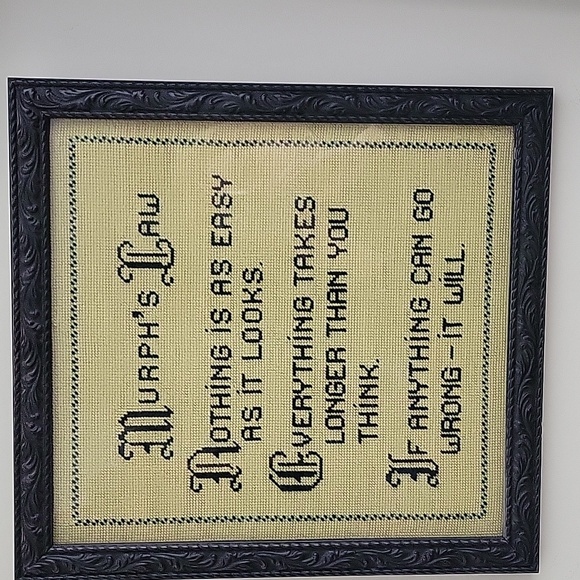 Murph's Law
Nothing is as easy
as it looks.
Everything takes
longer than you
think.
If anything can go
wrong - it will.